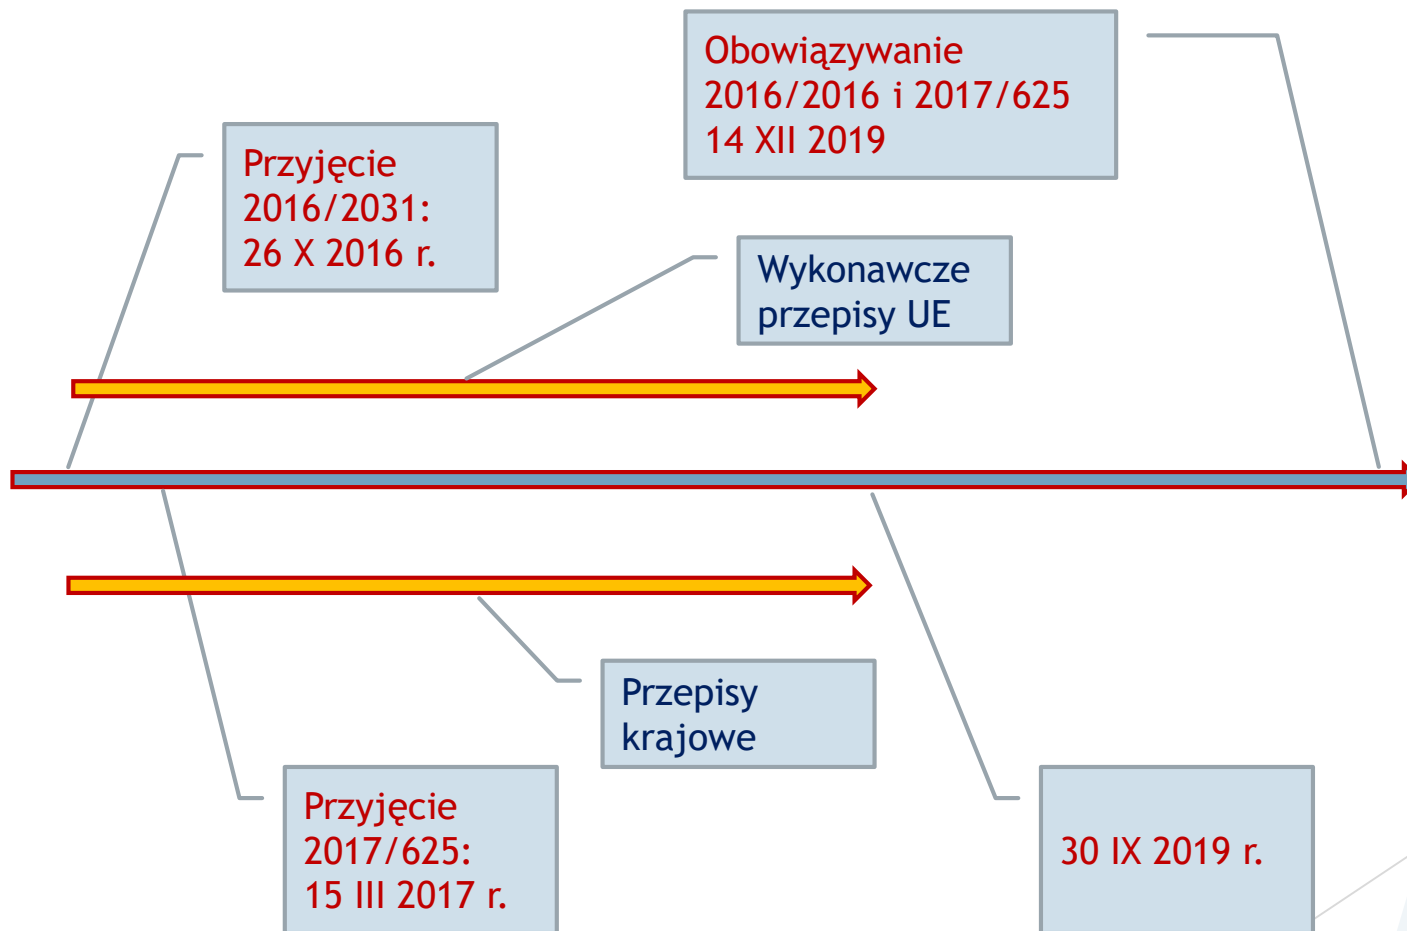 Obowiązywanie
2016/2016 i 2017/625
14 XII 2019
Przyjęcie
2016/2031:
26 X 2016 r.
Wykonawcze
przepisy UE
Przepisy
krajowe
Przyjęcie
2017/625:
15 III 2017 r.
30 IX 2019 r.